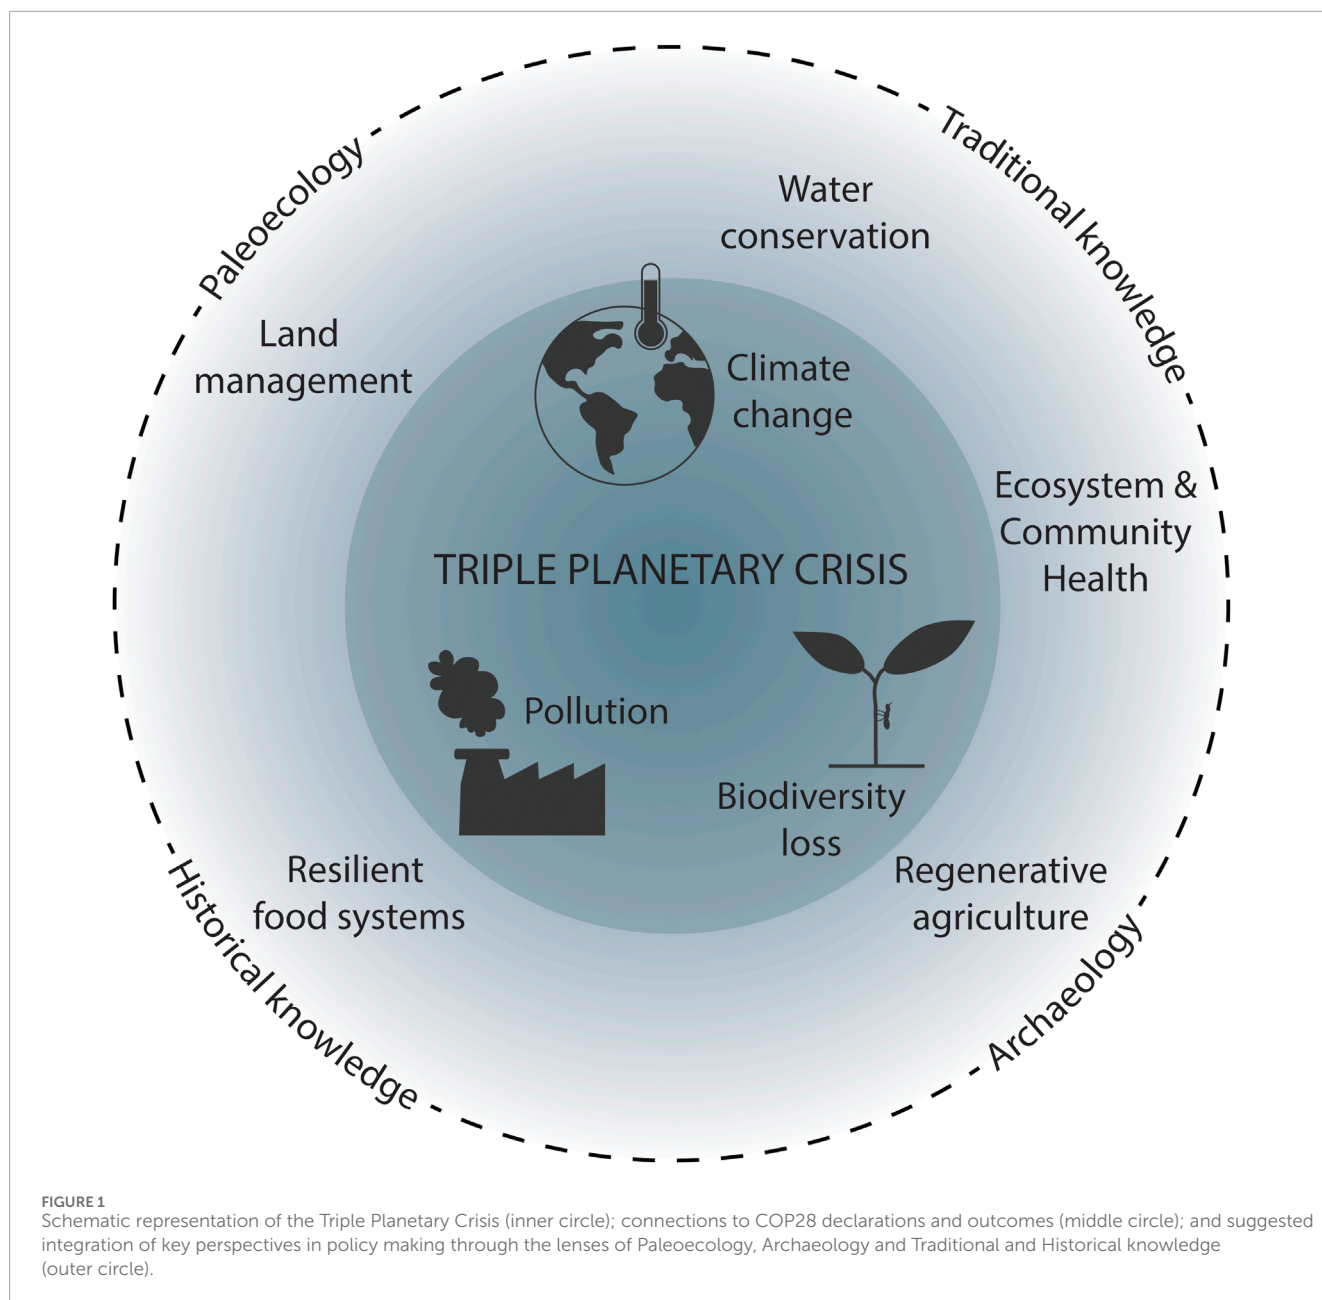 Paleoecology
Traditional knowledge
Water
conservation
Land
management
Climate
change
Ecosystem &
Community
Health
TRIPLE PLANETARY CRISIS
Pollution
Biodiversity
loss
Resilient
food systems
Regenerative
agriculture
Historical knowledge
Archaeology
FIGURE 1
Schematic representation of the Triple Planetary Crisis (inner circle); connections to COP28 declarations and outcomes (middle circle); and suggested
integration of key perspectives in policy making through the lenses of Paleoecology, Archaeology and Traditional and Historical knowledge
(outer circle).